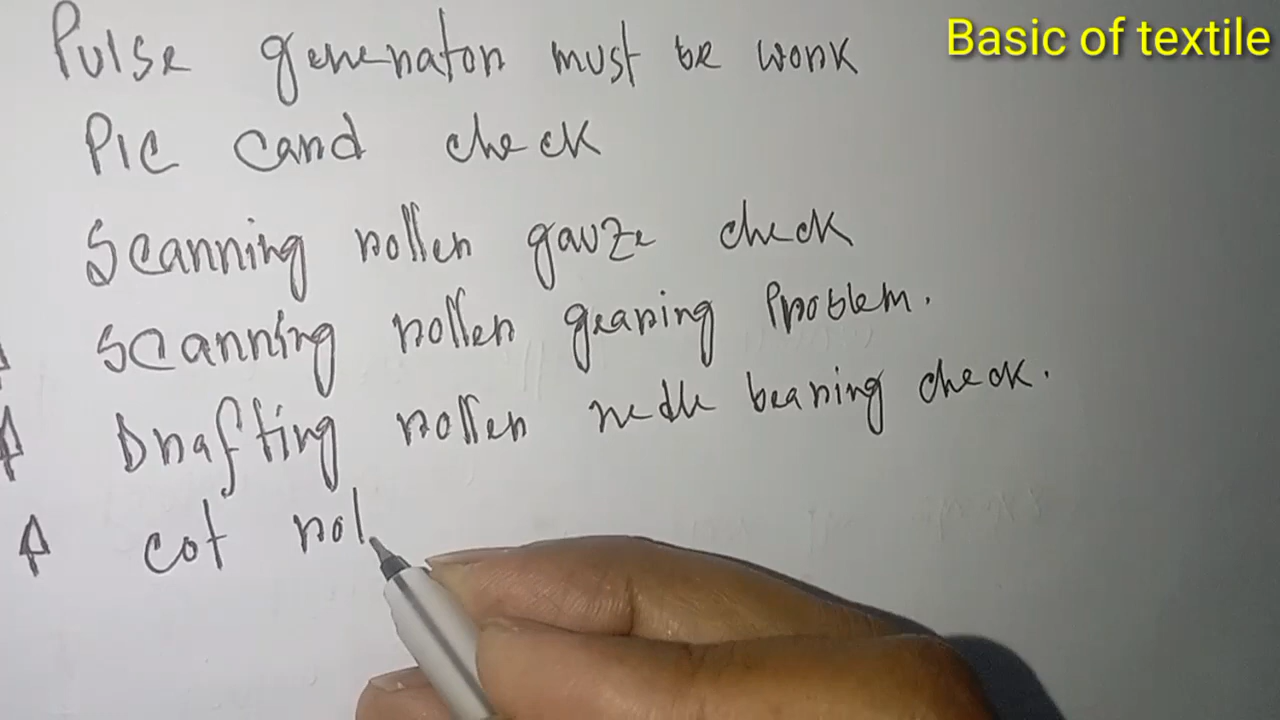 Basic of textile
Pulse generator must be work
PIC card check
Scanning roller gauze check
Scanning roller gearing Problem.
Drafting roller nedle bearing check.
cot rol